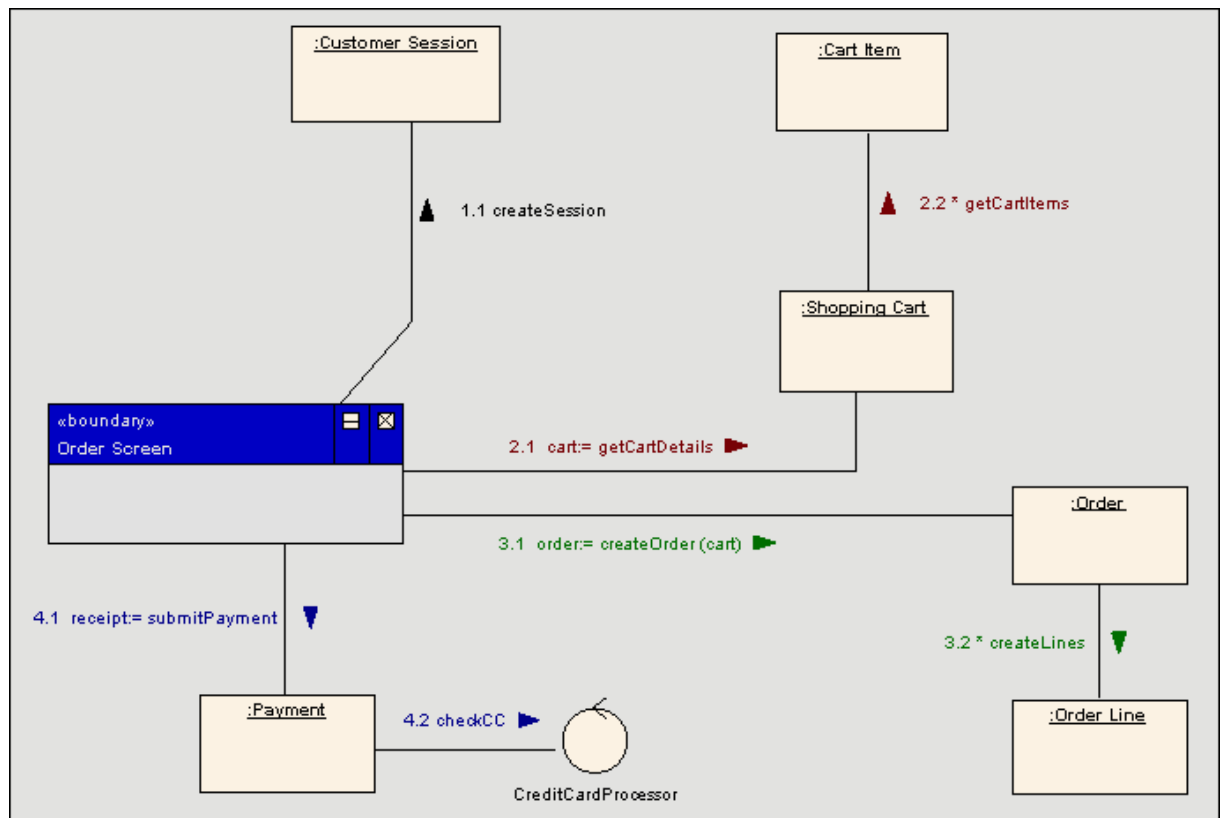 :Customer Session
:Cart Item
1.1 createSession
2.2 * getCartItems
:Shopping Cart
«boundary»
Order Screen
2.1 cart:= getCartDetails
:Order
3.1 order:= createOrder (cart)
4.1 receipt:= submitPayment
3.2 * createLines
:Payment
4.2 checkCC
:Order Line
CreditCardProcessor